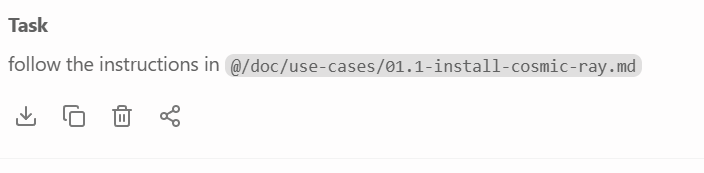 Task
follow the instructions in @/doc/use-cases/01.1-install-cosmic-ray.md